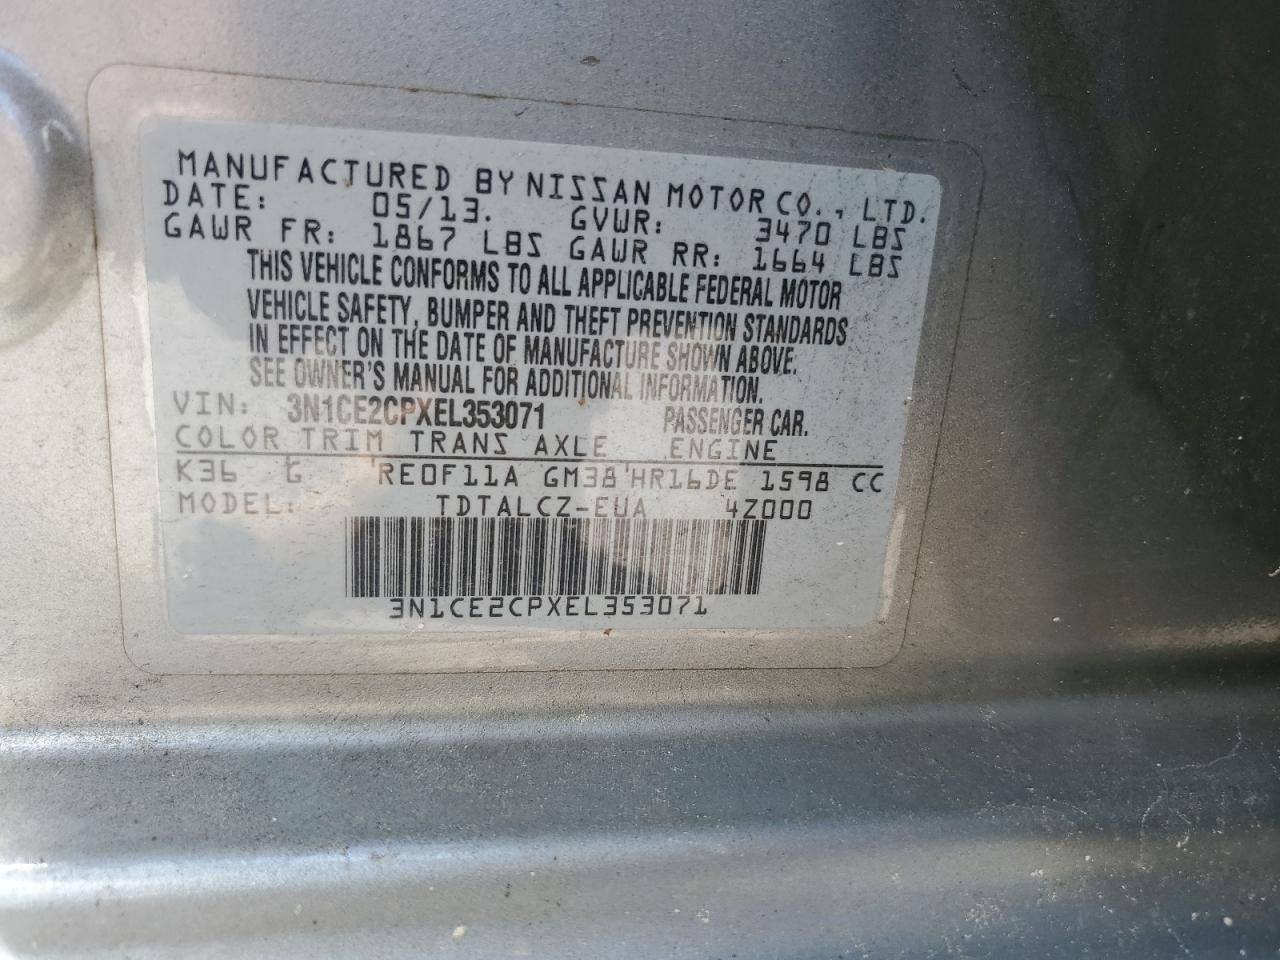 MANUFACTURED BY NISSAN MOTOR CO., LTD.
DATE: 05/13. GVWR: 3470 LBS
GAWR FR: 1867 LBS GAWR RR: 1664 LBS
THIS VEHICLE CONFORMS TO ALL APPLICABLE FEDERAL MOTOR
VEHICLE SAFETY, BUMPER AND THEFT PREVENTION STANDARDS
IN EFFECT ON THE DATE OF MANUFACTURE SHOWN ABOVE.
SEE OWNER'S MANUAL FOR ADDITIONAL INFORMATION.
VIN: 3N1CE2CPXEL353071 PASSENGER CAR.
COLOR TRIM TRANS AXLE ENGINE
K36 G RE0F11A GM38 HR16DE 1598 CC
MODEL: TDTALCZ-EUA 4Z000
3N1CE2CPXEL353071